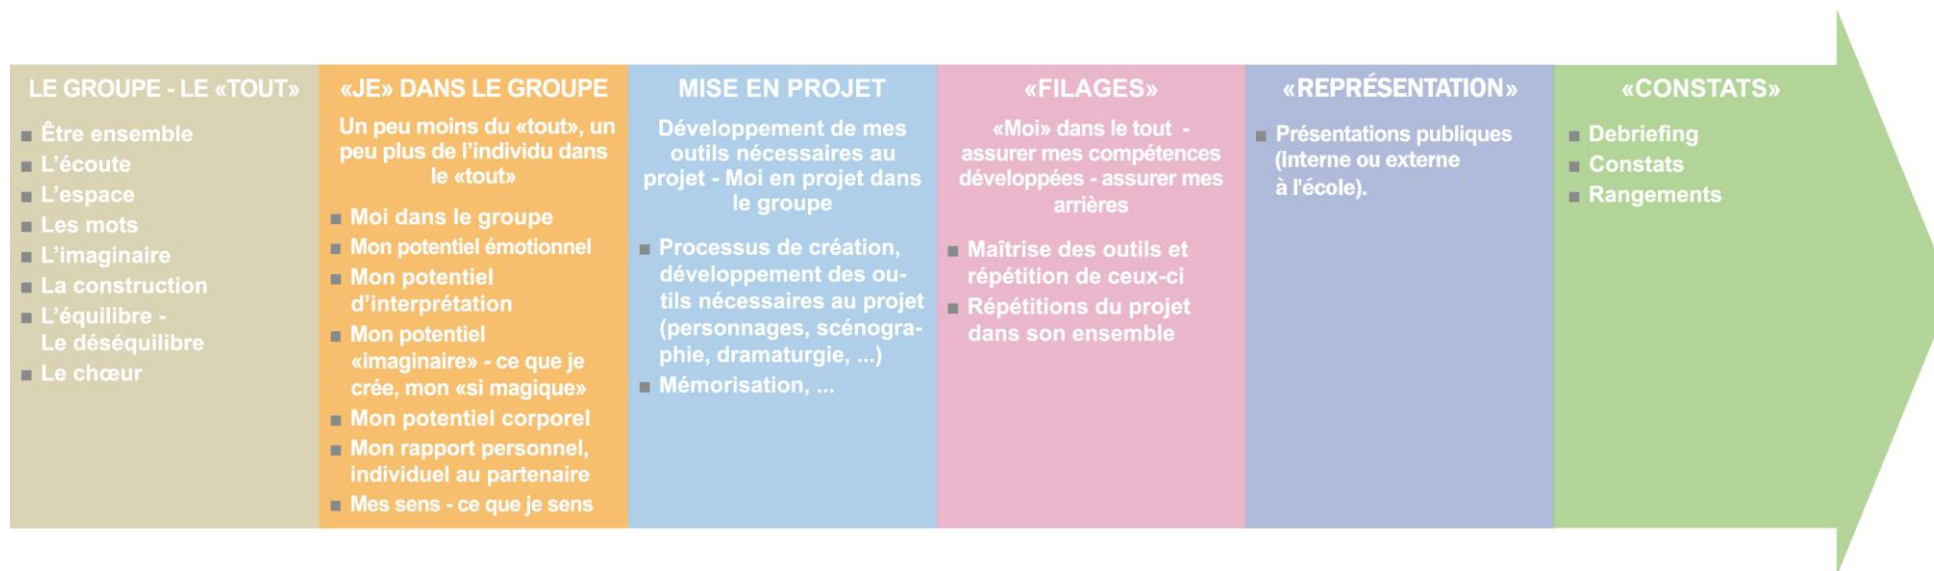 LE GROUPE - LE «TOUT»
Être ensemble
L'écoute
L'espace
Les mots
L'imaginaire
La construction
L'équilibre -
Le déséquilibre
Le chœur
«JE» DANS LE GROUPE
Un peu moins du «tout», un
peu plus de l'individu dans
le «tout»
Moi dans le groupe
Mon potentiel émotionnel
Mon potentiel
d'interprétation
Mon potentiel
«imaginaire» - ce que je
crée, mon «si magique»
Mon potentiel corporel
Mon rapport personnel,
individuel au partenaire
Mes sens - ce que je sens
MISE EN PROJET
Développement de mes
outils nécessaires au
projet - Moi en projet dans
le groupe
Processus de création,
développement des ou-
tils nécessaires au projet
(personnages, scénogra-
phie, dramaturgie, ...)
Mémorisation, ...
«FILAGES»
«Moi» dans le tout -
assurer mes compétences
développées - assurer mes
arrières
Maîtrise des outils et
répétition de ceux-ci
Répétitions du projet
dans son ensemble
«REPRÉSENTATION»
Présentations publiques
(interne ou externe
à l'école).
«CONSTATS»
Debriefing
Constats
Rangements